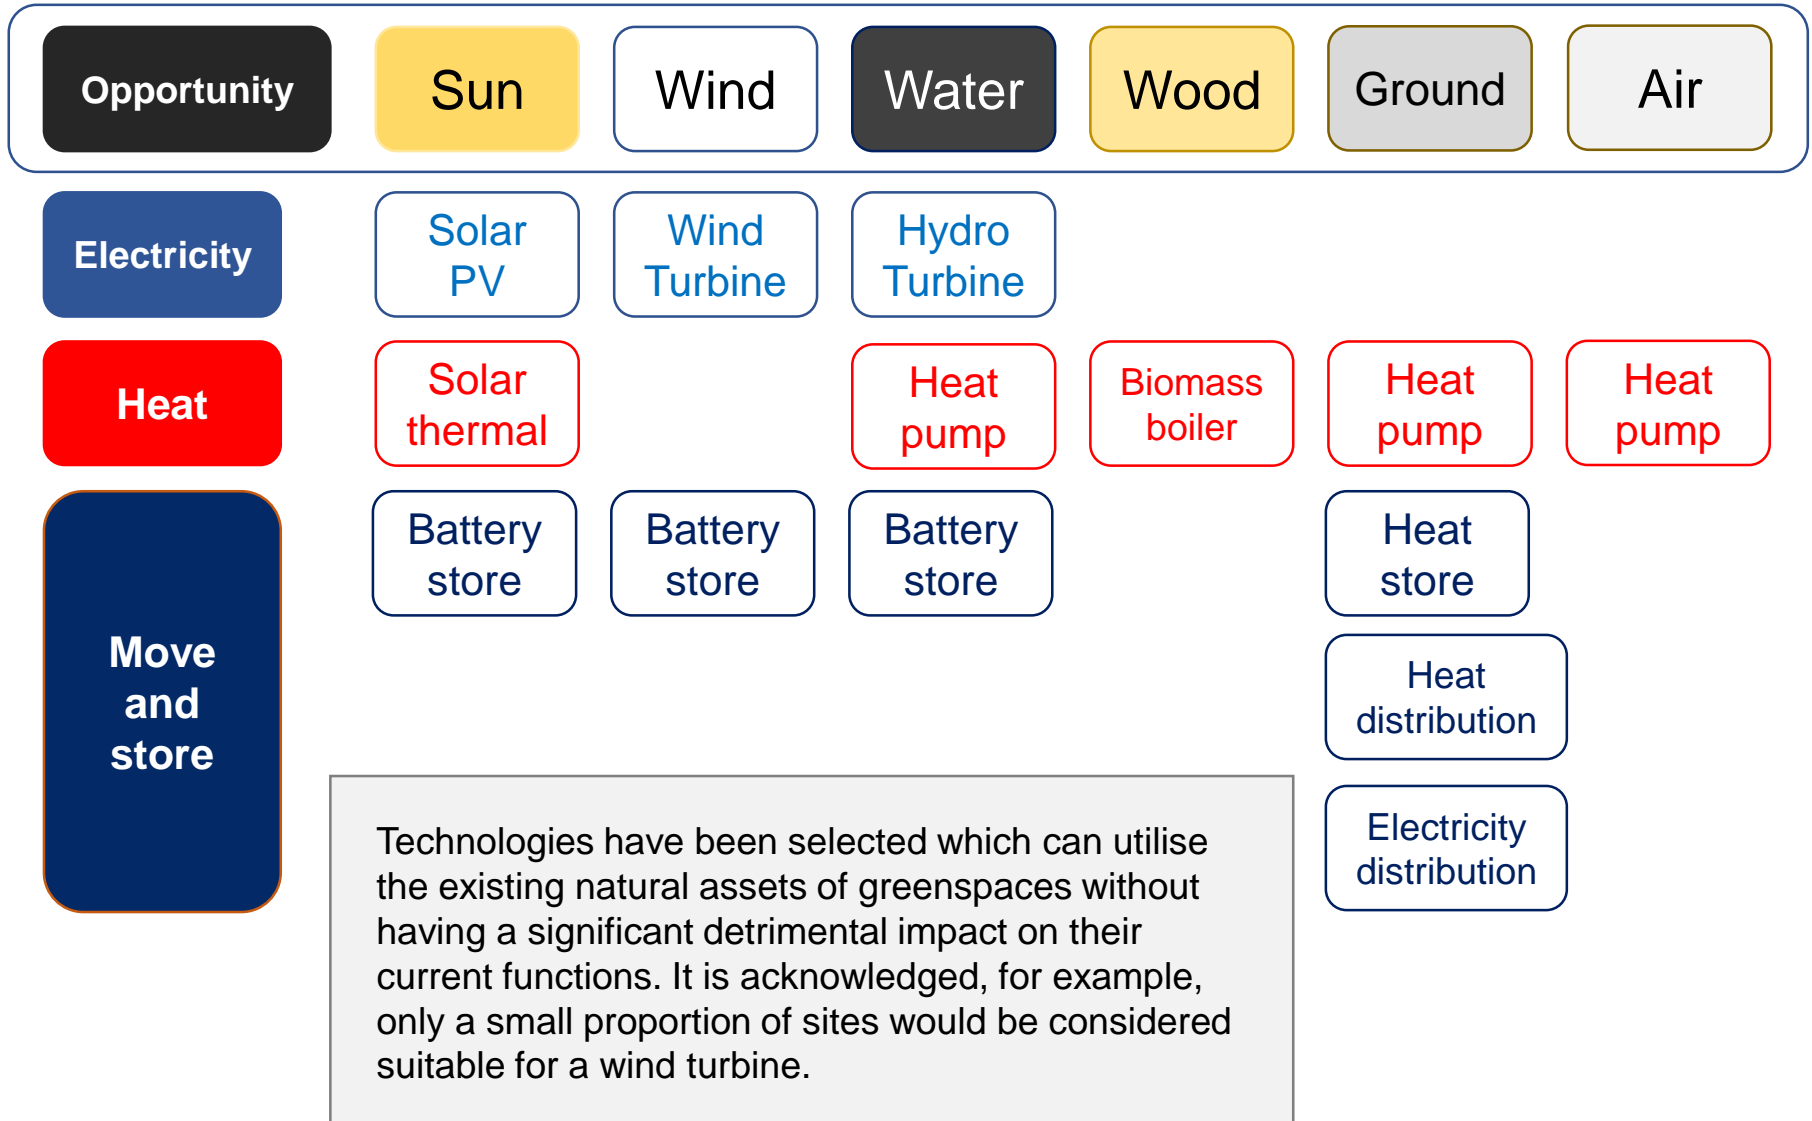 Opportunity
Sun
Wind
Water
Wood
Ground
Air
Electricity
Solar
PV
Wind
Turbine
Hydro
Turbine
Heat
Solar
thermal
Heat
pump
Biomass
boiler
Heat
pump
Heat
pump
Move
and
store
Battery
store
Battery
store
Battery
store
Heat
store
Heat
distribution
Electricity
distribution
Technologies have been selected which can utilise
the existing natural assets of greenspaces without
having a significant detrimental impact on their
current functions. It is acknowledged, for example,
only a small proportion of sites would be considered
suitable for a wind turbine.